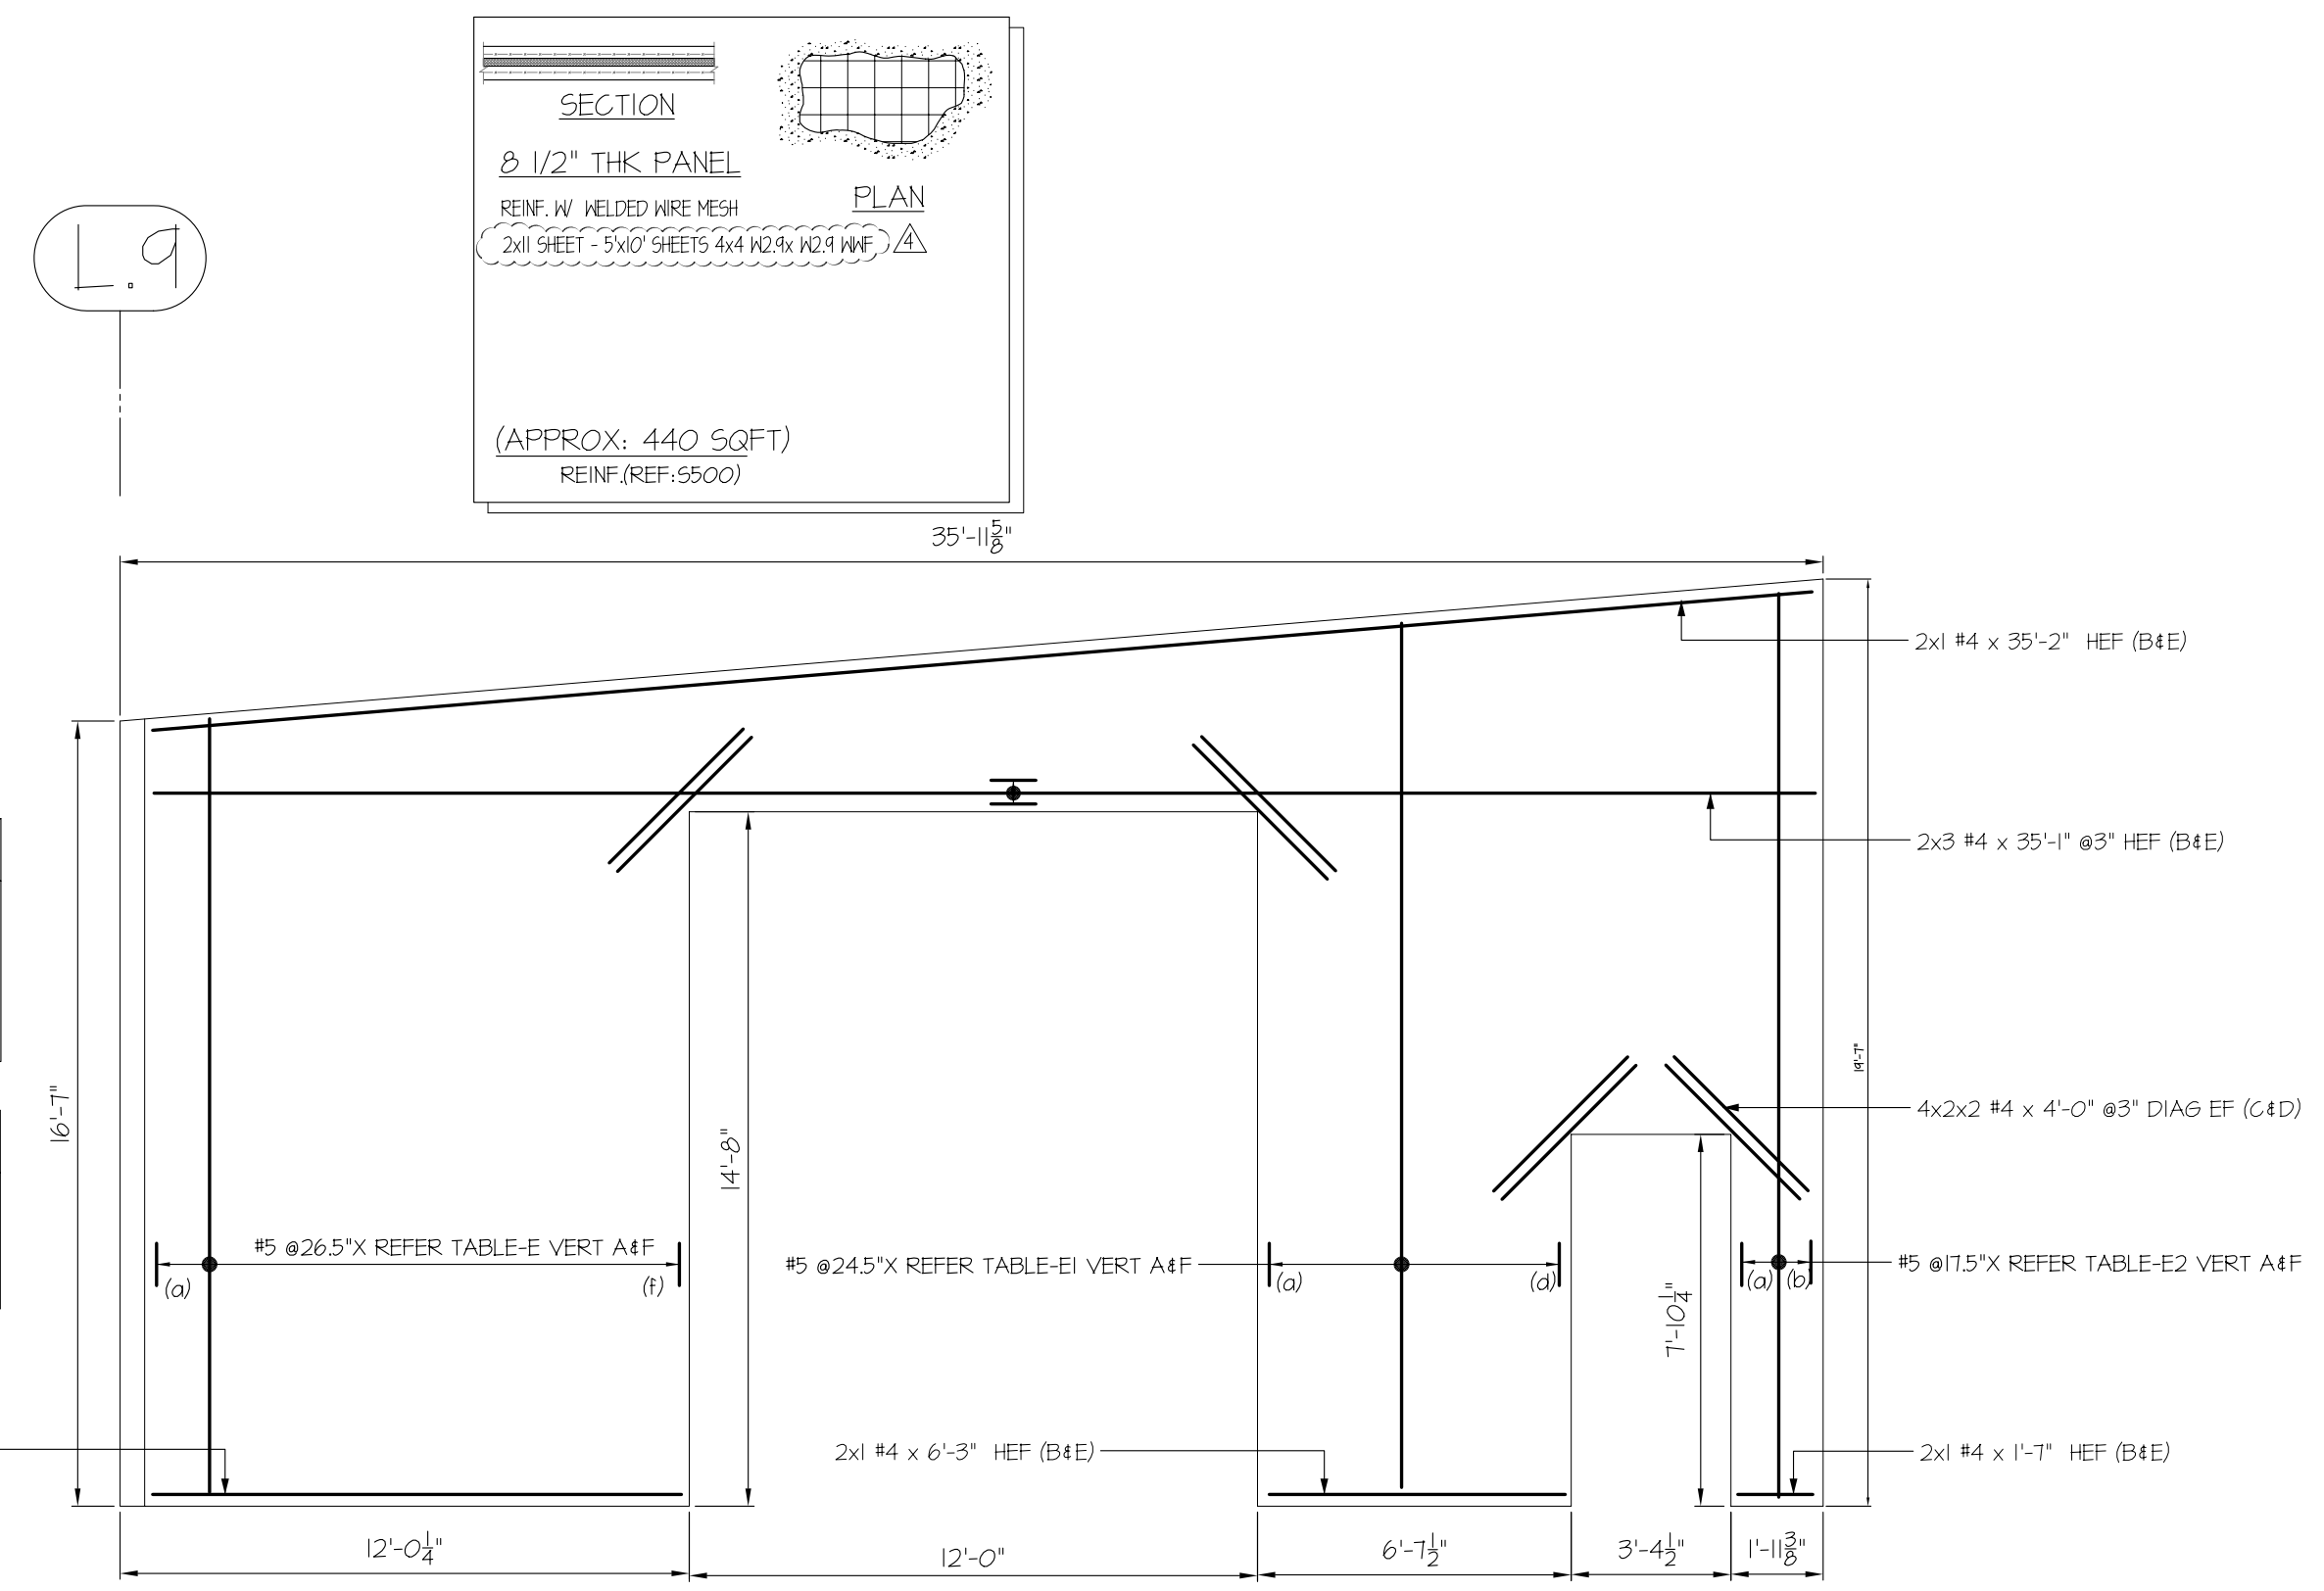 SECTION
8 1/2" THK PANEL
PLAN
REINF. W/ WELDED WIRE MESH
2x11 SHEET - 5'x10' SHEETS 4x4 W2.9x W2.9 WWF
4
L.9
(APPROX: 440 SQFT)
REINF.(REF:S500)
35'-11 5/8"
2x1 #4 x 35'-2" HEF (B&E)
2x3 #4 x 35'-1" @3" HEF (B&E)
19'-7"
16'-7"
14'-8"
4x2x2 #4 x 4'-0" @3" DIAG EF (C&D)
#5 @26.5"X REFER TABLE-E VERT A&F
(a)
(f)
#5 @24.5"X REFER TABLE-E1 VERT A&F
(a)
(d)
(a)
(b)
#5 @17.5"X REFER TABLE-E2 VERT A&F
7'-10 1/4"
2x1 #4 x 6'-3" HEF (B&E)
2x1 #4 x 1'-7" HEF (B&E)
12'-0 1/4"
12'-0"
6'-7 1/2"
3'-4 1/2"
1'-11 3/8"